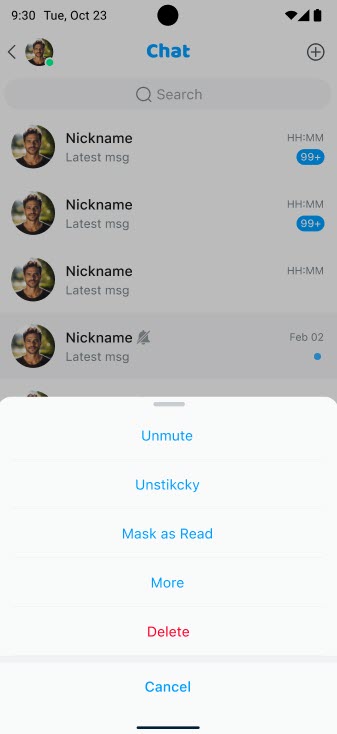 9:30 Tue, Oct 23
Chat
Search
Nickname HH:MM
Latest msg 99+
Nickname HH:MM
Latest msg 99+
Nickname HH:MM
Latest msg
Nickname Feb 02
Latest msg
Unmute
Unstikcky
Mask as Read
More
Delete
Cancel